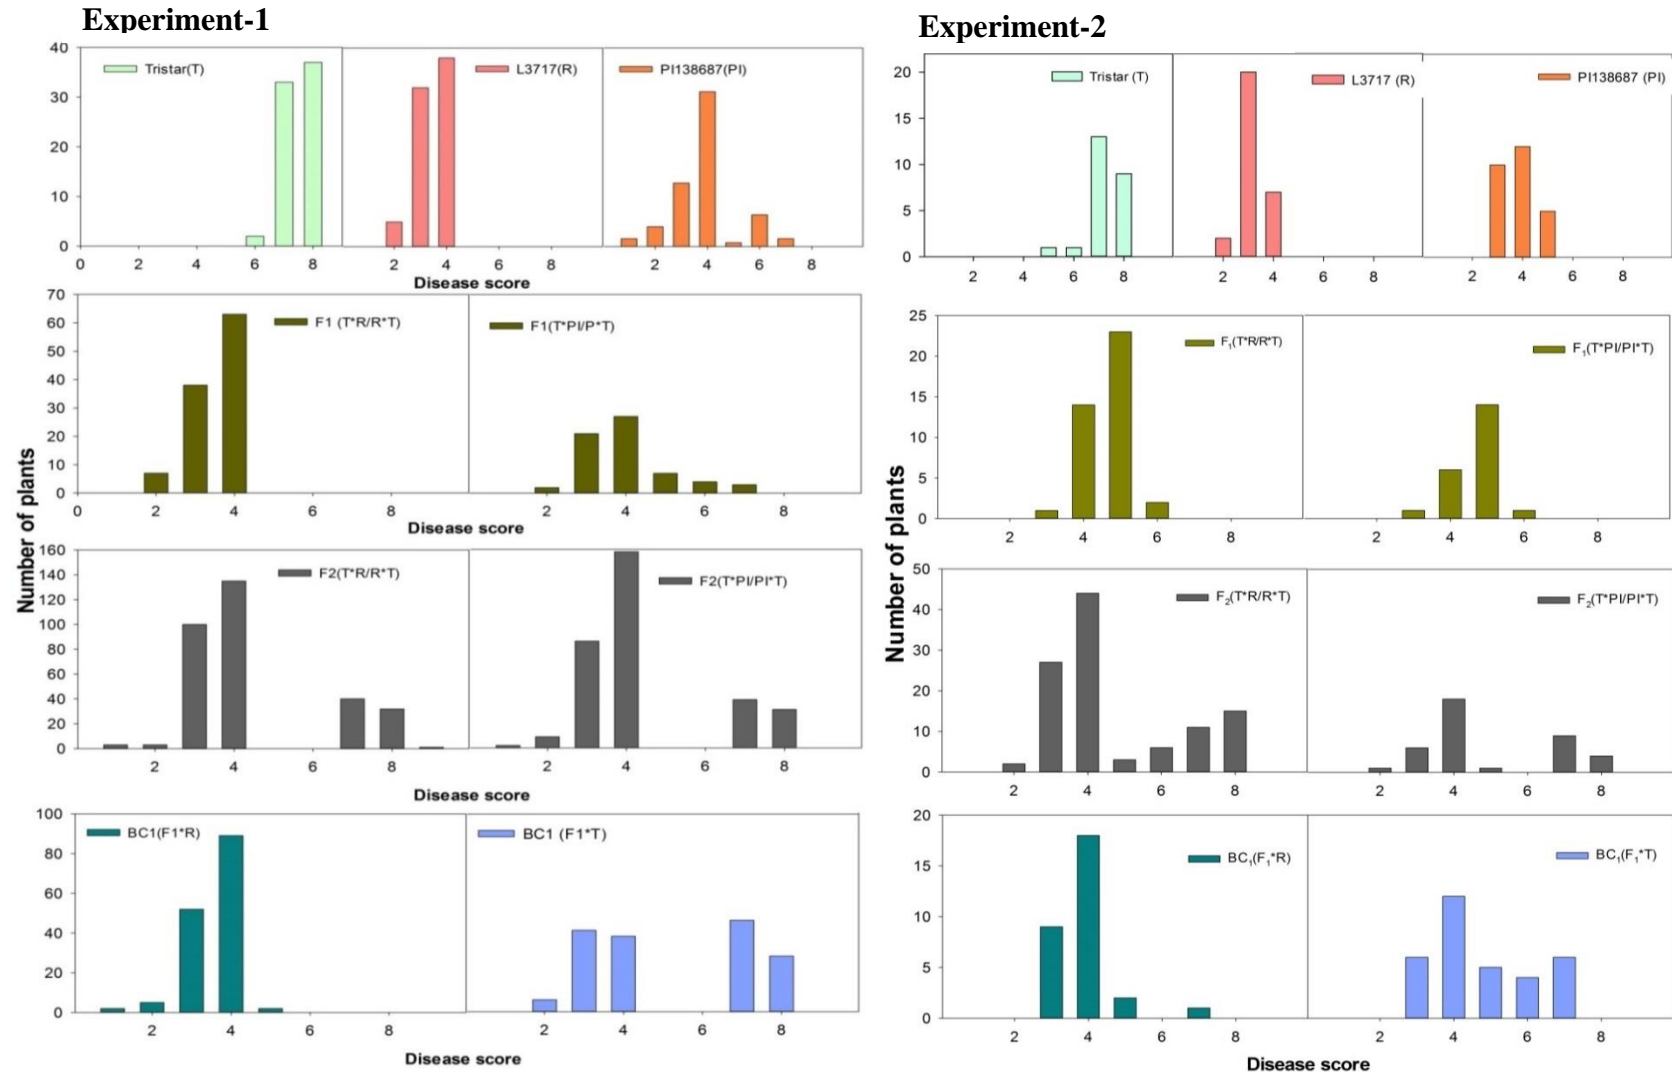 Experiment-1
40
30
20
10
0
Tristar(T)
L3717(R)
PI138687(PI)
0 2 4 6 8 2 4 6 8 2 4 6 8
Disease score
70
60
50
40
30
20
10
0
F1 (T*R/R*T)
F1(T*PI/P*T)
0 2 4 6 8 2 4 6 8
Disease score
Number of plants
160
140
120
100
80
60
40
20
0
F2(T*R/R*T)
F2(T*PI/PI*T)
2 4 6 8 2 4 6 8
Disease score
100
80
60
40
20
0
BC1(F1*R)
BC1 (F1*T)
2 4 6 8 2 4 6 8
Disease score
Experiment-2
20
15
10
5
0
Tristar (T)
L3717 (R)
PI138687 (PI)
2 4 6 8 2 4 6 8 2 4 6 8
25
20
15
10
5
0
F1(T*R/R*T)
F1(T*PI/PI*T)
2 4 6 8 2 4 6 8
Number of plants
50
40
30
20
10
0
F2(T*R/R*T)
F2(T*PI/PI*T)
2 4 6 8 2 4 6 8
20
15
10
5
0
BC1(F1*R)
BC1(F1*T)
2 4 6 8 2 4 6 8
Disease score